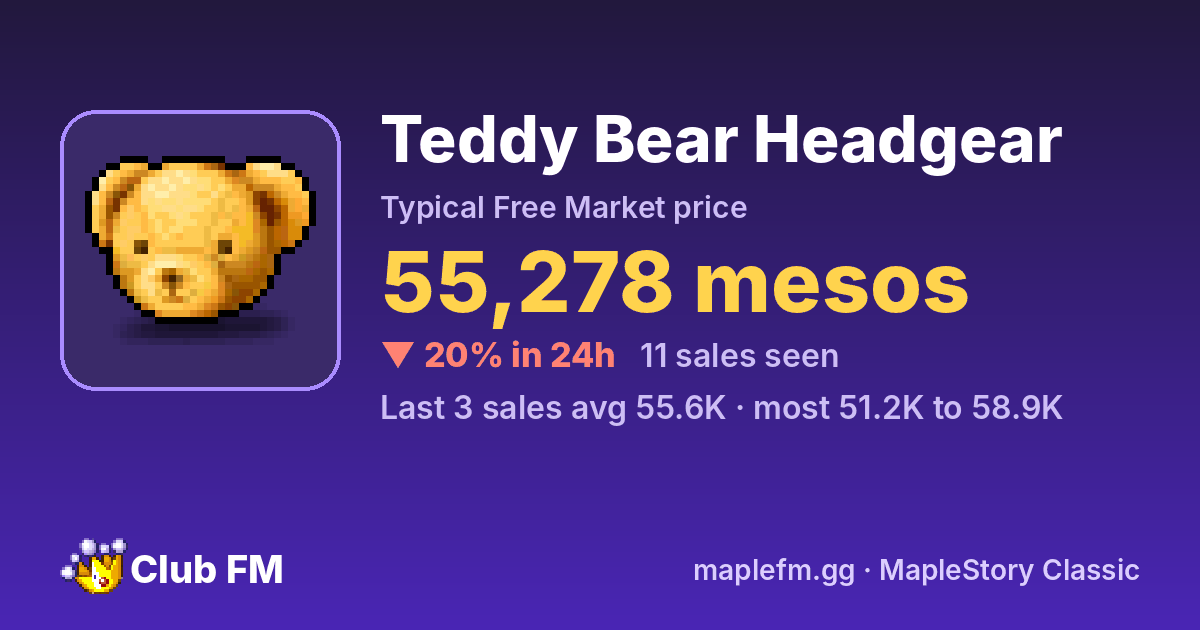 Teddy Bear Headgear
Typical Free Market price
55,278 mesos
▼ 20% in 24h 11 sales seen
Last 3 sales avg 55.6K · most 51.2K to 58.9K
Club FM
maplefm.gg · MapleStory Classic